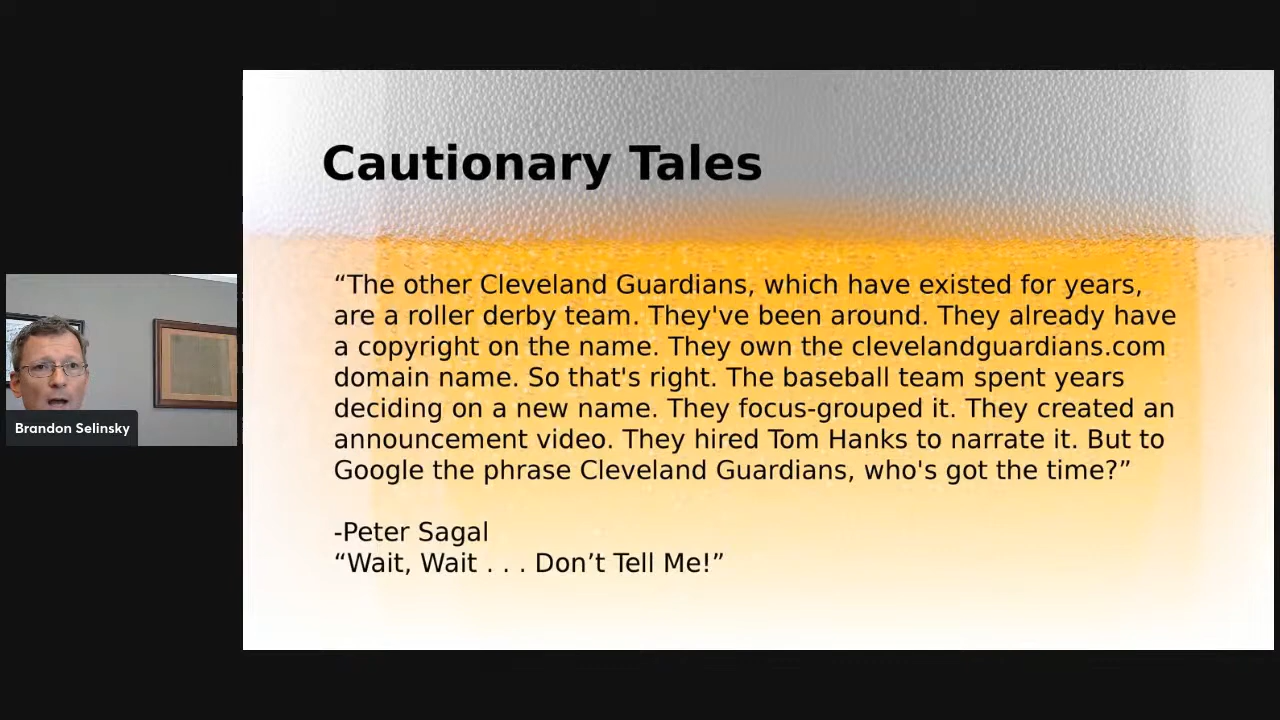 Cautionary Tales
“The other Cleveland Guardians, which have existed for years,
are a roller derby team. They've been around. They already have
a copyright on the name. They own the clevelandguardians.com
domain name. So that's right. The baseball team spent years
deciding on a new name. They focus-grouped it. They created an
announcement video. They hired Tom Hanks to narrate it. But to
Google the phrase Cleveland Guardians, who's got the time?”
-Peter Sagal
“Wait, Wait . . . Don’t Tell Me!”
Brandon Selinsky